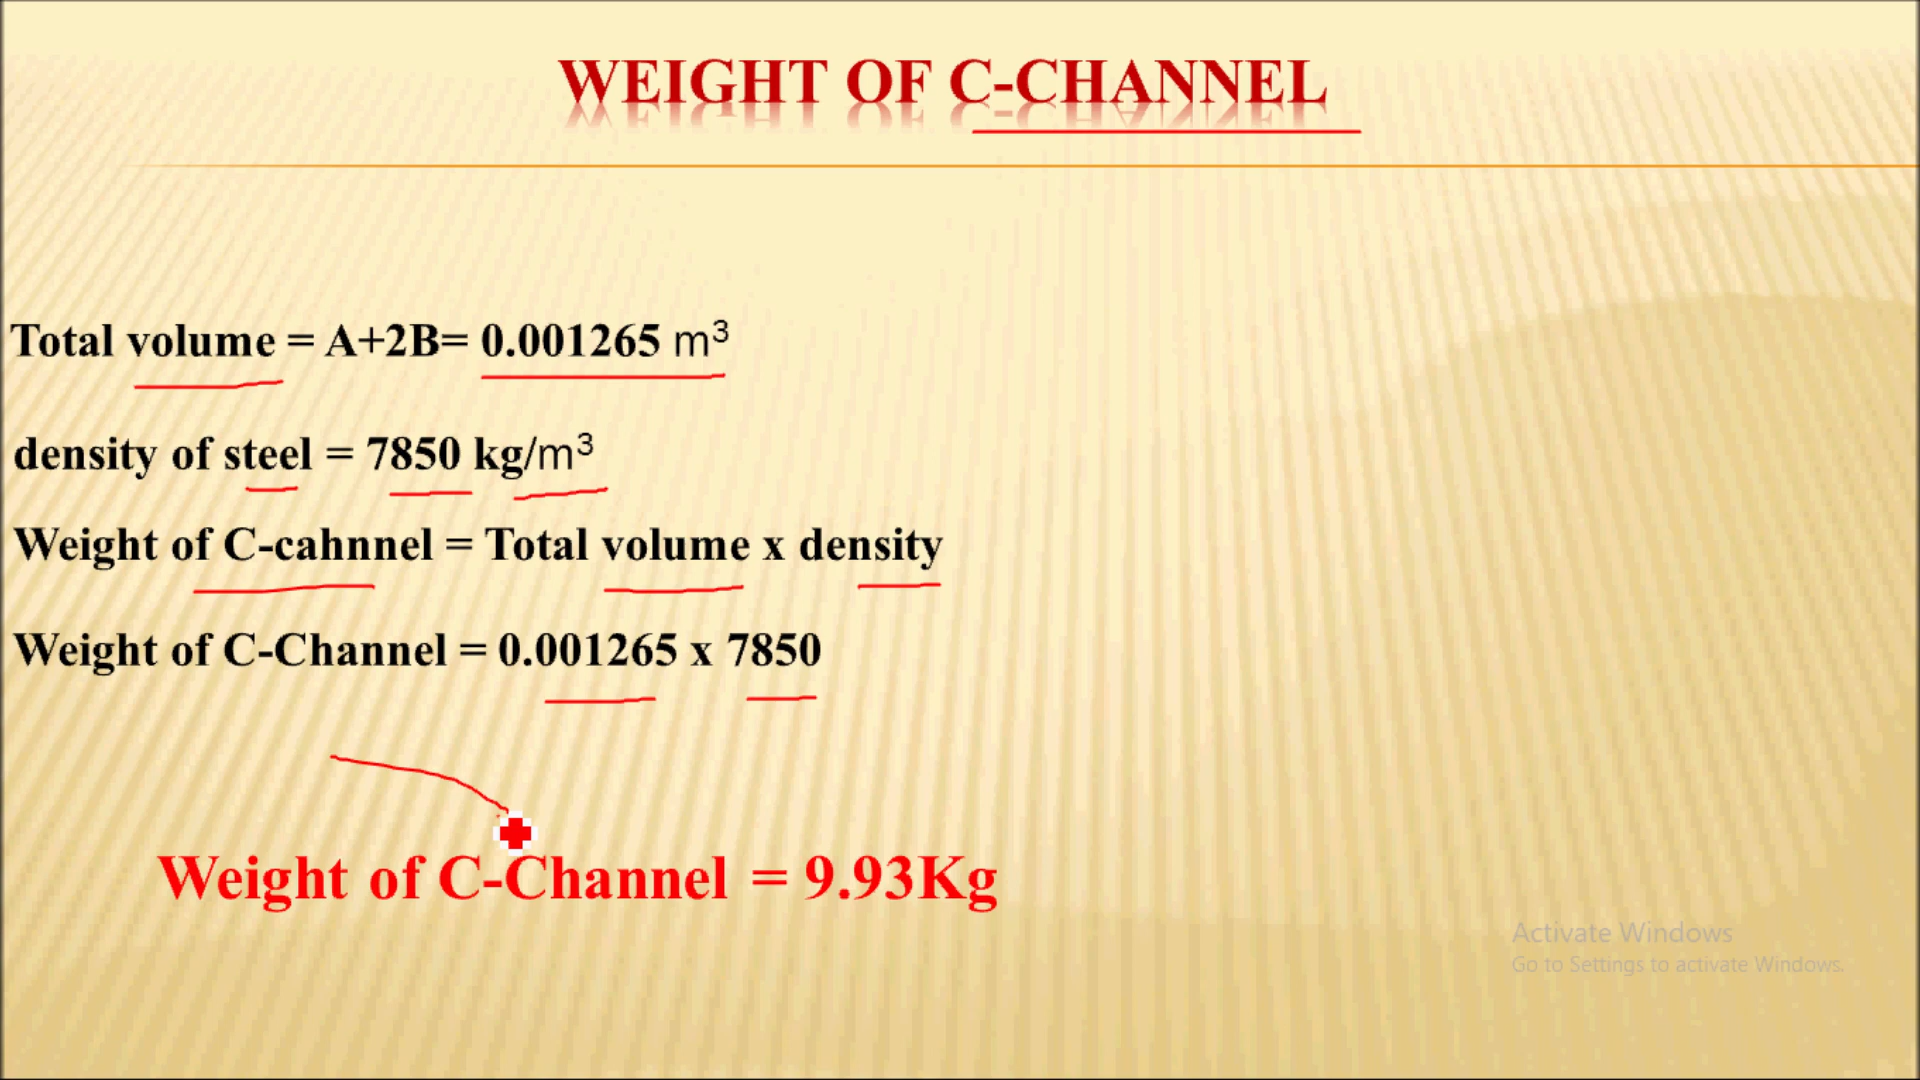 WEIGHT OF C-CHANNEL
Total volume = A+2B= 0.001265 m³
density of steel = 7850 kg/m³
Weight of C-cahnnel = Total volume x density
Weight of C-Channel = 0.001265 x 7850
Weight of C-Channel = 9.93Kg
Activate Windows
Go to Settings to activate Windows.